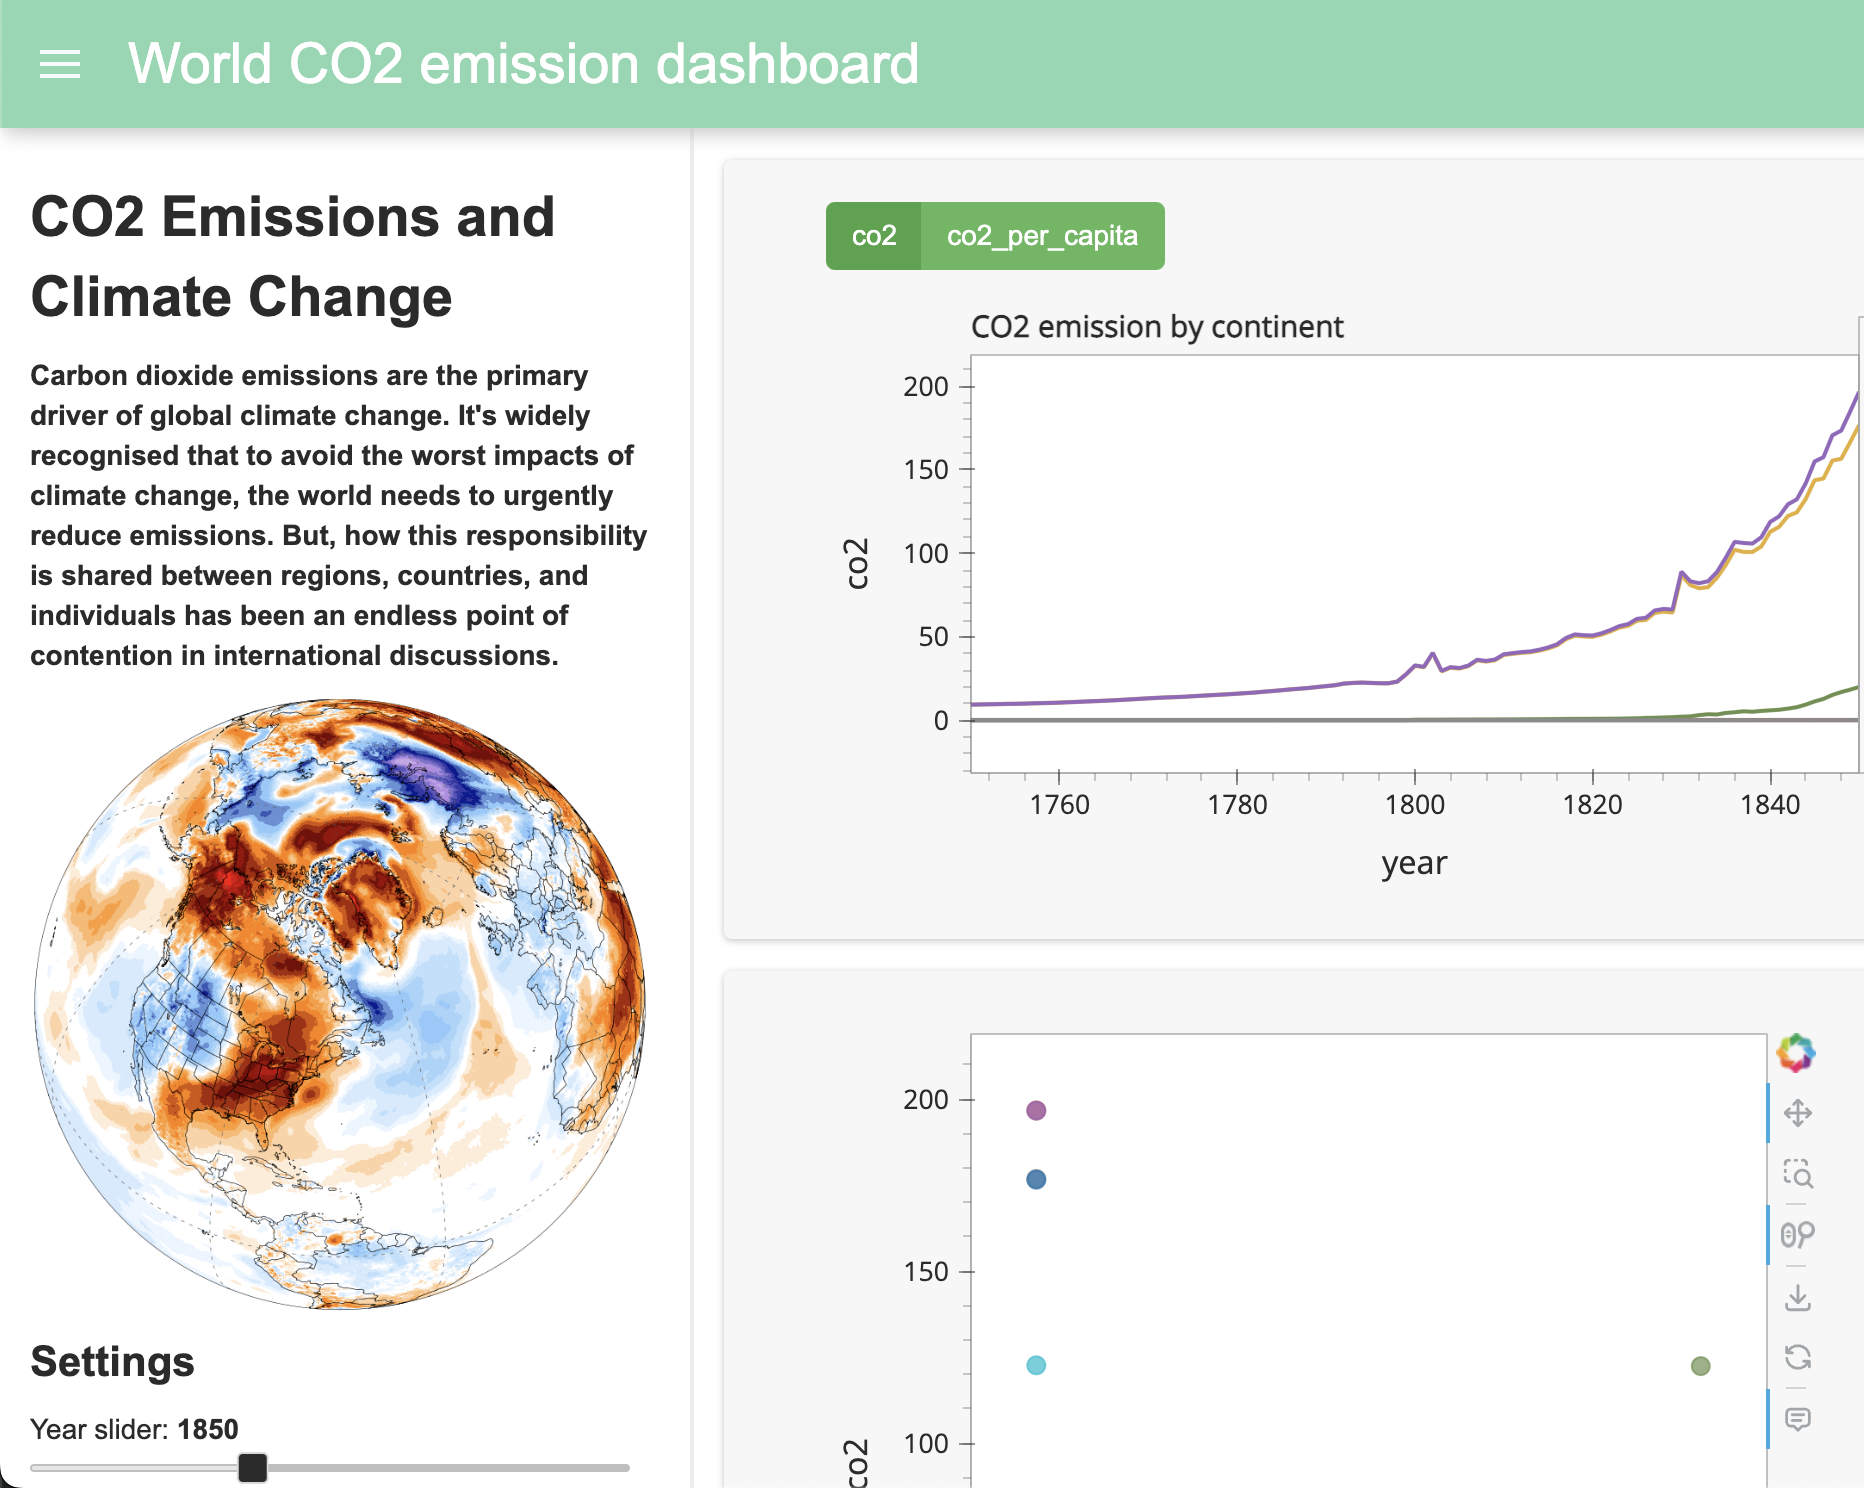 World CO2 emission dashboard
CO2 Emissions and
Climate Change
Carbon dioxide emissions are the primary
driver of global climate change. It's widely
recognised that to avoid the worst impacts of
climate change, the world needs to urgently
reduce emissions. But, how this responsibility
is shared between regions, countries, and
individuals has been an endless point of
contention in international discussions.
Settings
Year slider: 1850
co2 co2_per_capita
CO2 emission by continent
200
150
100
50
0
co2
1760 1780 1800 1820 1840
year
200
150
100
co2